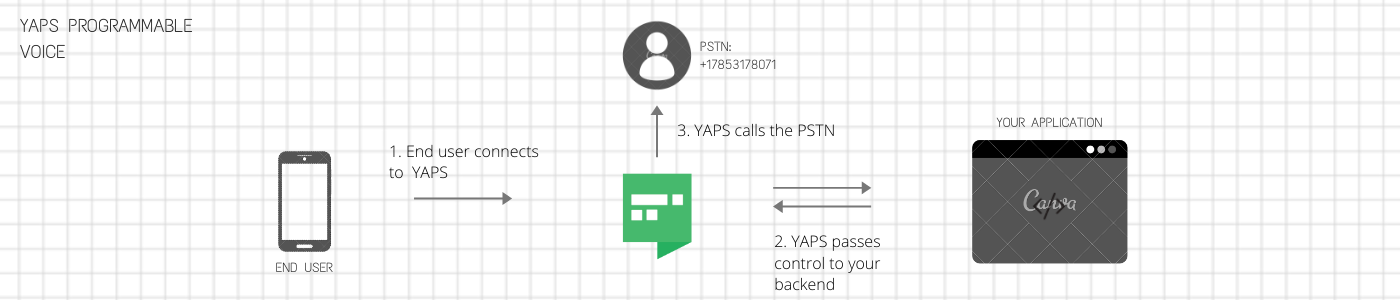 YAPS PROGRAMMABLE
VOICE
PSTN:
+17853178071
3. YAPS calls the PSTN
YOUR APPLICATION
1. End user connects
to YAPS
Canva
</>
2. YAPS passes
control to your
backend
END USER